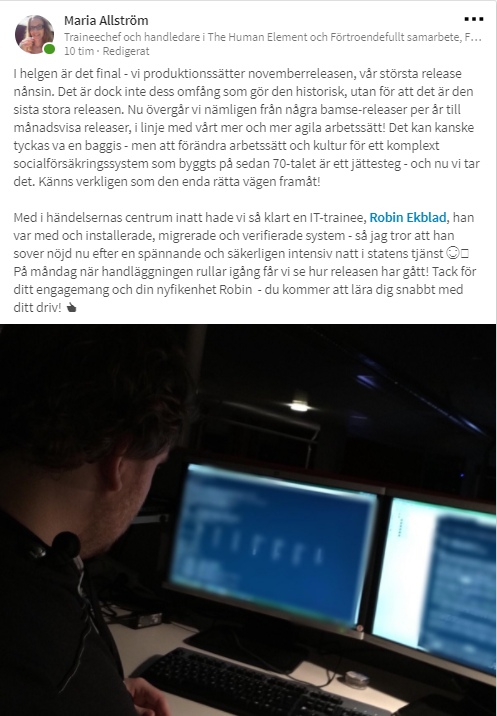 Maria Allström
Traineechef och handledare i The Human Element och Förtroendefullt samarbete, F...
10 tim · Redigerat
I helgen är det final - vi produktionssätter novemberreleasen, vår största release
nånsin. Det är dock inte dess omfång som gör den historisk, utan för att det är den
sista stora releasen. Nu övergår vi nämligen från några bamse-releaser per år till
månadsvisa releaser, i linje med vårt mer och mer agila arbetssätt! Det kan kanske
tyckas va en baggis - men att förändra arbetssätt och kultur för ett komplext
socialförsäkringssystem som byggts på sedan 70-talet är ett jättesteg - och nu vi tar
det. Känns verkligen som den enda rätta vägen framåt!
Med i händelsernas centrum inatt hade vi så klart en IT-trainee, Robin Ekblad, han
var med och installerade, migrerade och verifierade system - så jag tror att han
sover nöjd nu efter en spännande och säkerligen intensiv natt i statens tjänst ☺
På måndag när handläggningen rullar igång får vi se hur releasen har gått! Tack för
ditt engagemang och din nyfikenhet Robin - du kommer att lära dig snabbt med
ditt driv!